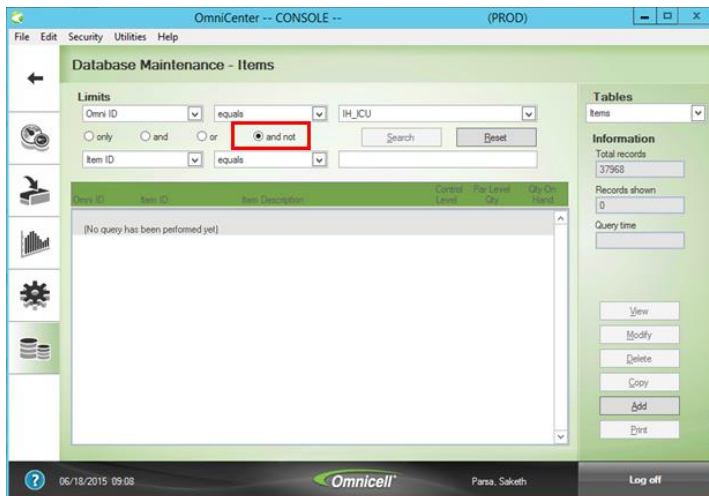 OmniCenter -- CONSOLE -- (PROD)
File Edit Security Utilities Help
Database Maintenance - Items
Limits
Omni ID equals IH_ICU
only and or and not Search Reset
Item ID equals
Omni ID Item ID Item Description Control Level Par Level Qty Qty On Hand
(No query has been performed yet)
Tables
Items
Information
Total records
37968
Records shown
0
Query time
View
Modify
Delete
Copy
Add
Print
? 06/18/2015 09:08 Omnicell Parsa, Saketh Log off